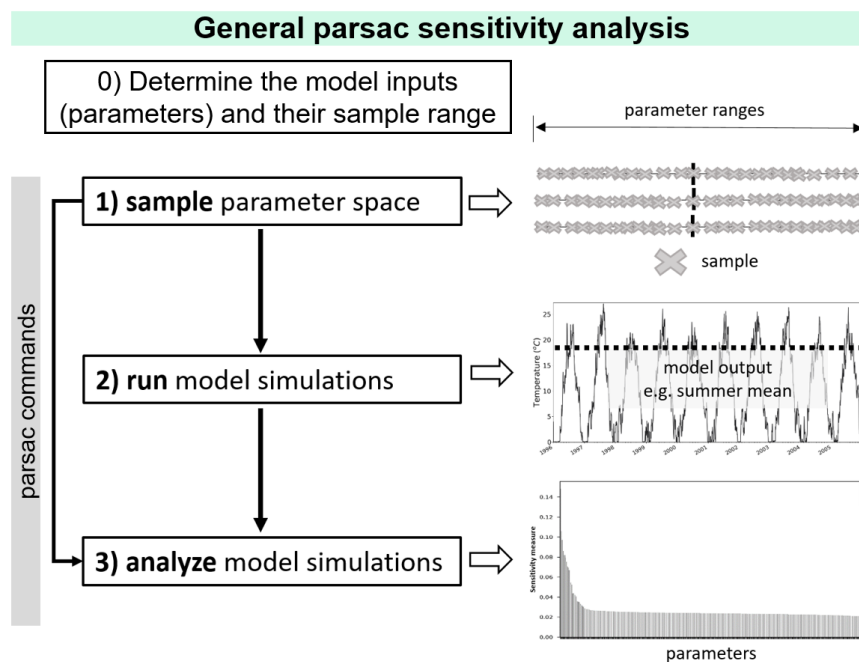 General parsac sensitivity analysis
0) Determine the model inputs
(parameters) and their sample range
parameter ranges
parsac commands
1) sample parameter space
sample
2) run model simulations
Temperature (°C)
25
20
15
10
5
0
model output
e.g. summer mean
1996
1997
1998
1999
2000
2001
2002
2003
2004
2005
3) analyze model simulations
Sensitivity measure
0.14
0.12
0.10
0.08
0.06
0.04
0.02
0.00
parameters